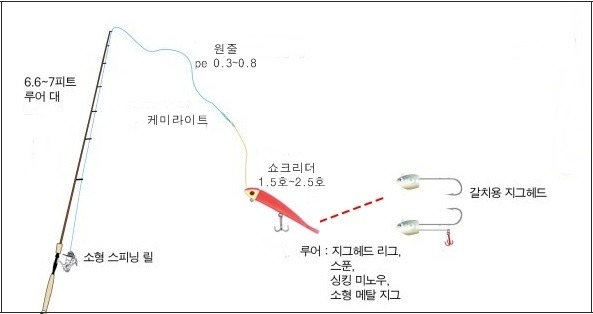 원줄
pe 0.3~0.8
6.6~7피트
루어 대
케미라이트
쇼크리더
1.5호~2.5호
갈치용 지그헤드
소형 스피닝 릴
루어 : 지그헤드 리그,
스푼,
싱킹 미노우,
소형 메탈 지그